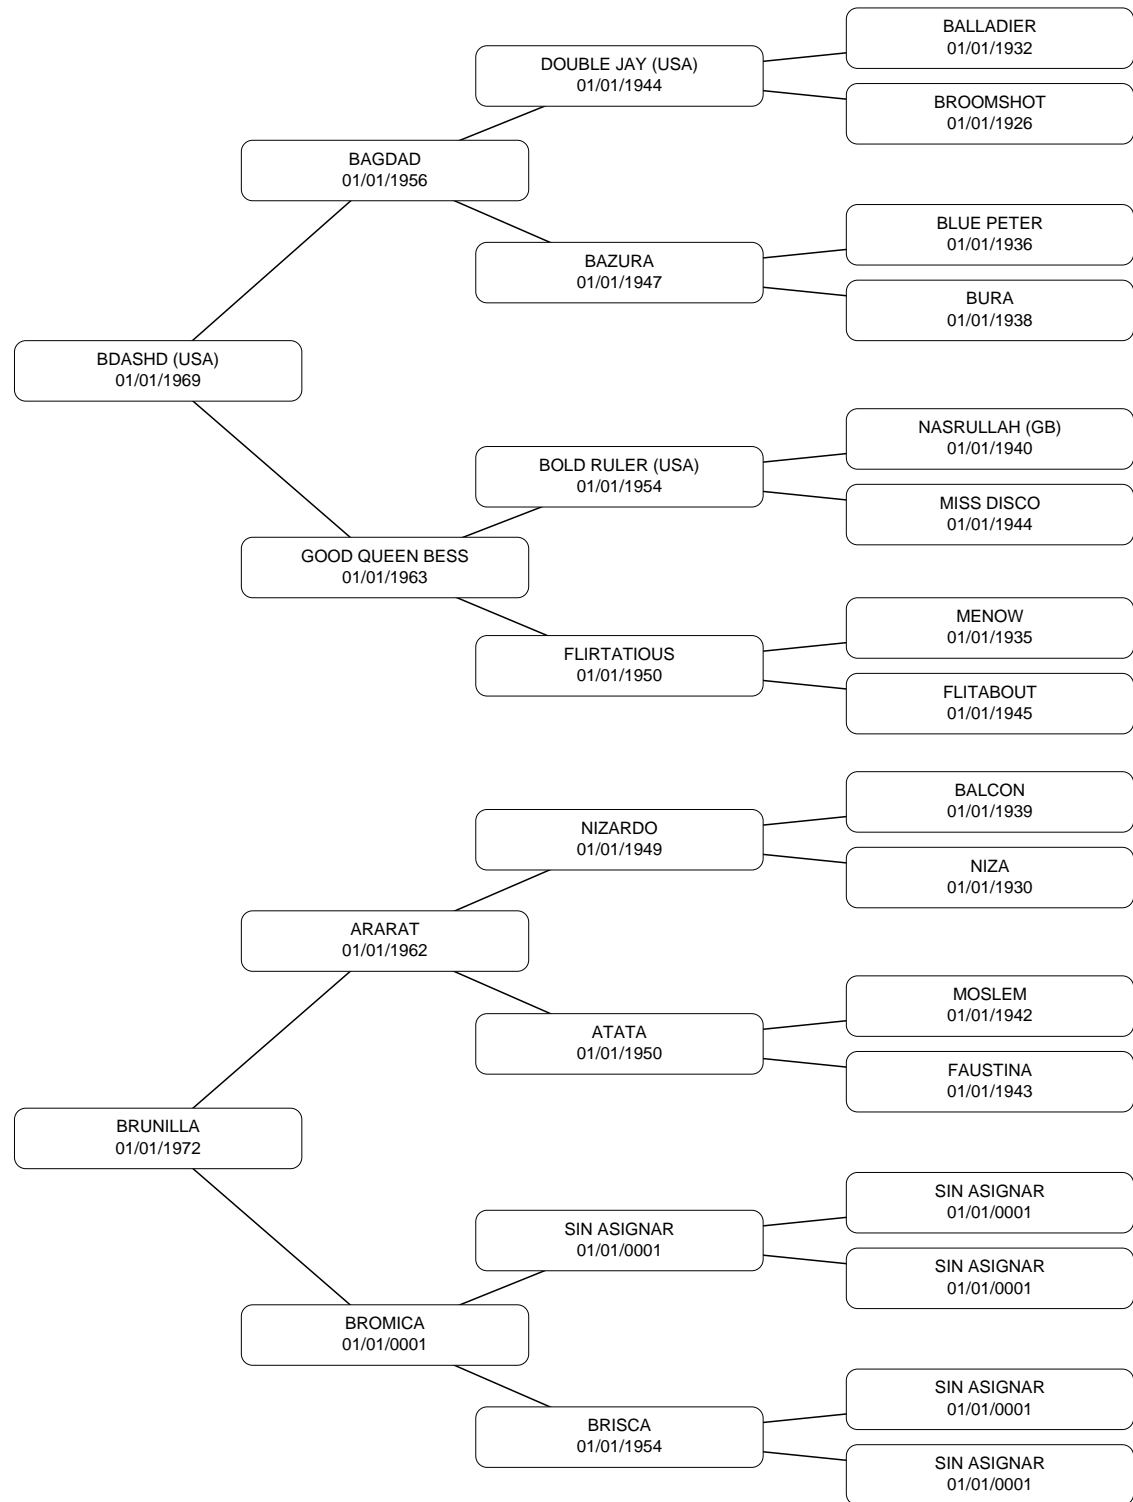 BALLADIER
01/01/1932
DOUBLE JAY (USA)
01/01/1944
BROOMSHOT
01/01/1926
BAGDAD
01/01/1956
BLUE PETER
01/01/1936
BAZURA
01/01/1947
BURA
01/01/1938
BDASHD (USA)
01/01/1969
NASRULLAH (GB)
01/01/1940
BOLD RULER (USA)
01/01/1954
MISS DISCO
01/01/1944
GOOD QUEEN BESS
01/01/1963
MENOW
01/01/1935
FLIRTATIOUS
01/01/1950
FLITABOUT
01/01/1945
BALCON
01/01/1939
NIZARDO
01/01/1949
NIZA
01/01/1930
ARARAT
01/01/1962
MOSLEM
01/01/1942
ATATA
01/01/1950
FAUSTINA
01/01/1943
BRUNILLA
01/01/1972
SIN ASIGNAR
01/01/0001
SIN ASIGNAR
01/01/0001
SIN ASIGNAR
01/01/0001
BROMICA
01/01/0001
SIN ASIGNAR
01/01/0001
BRISCA
01/01/1954
SIN ASIGNAR
01/01/0001